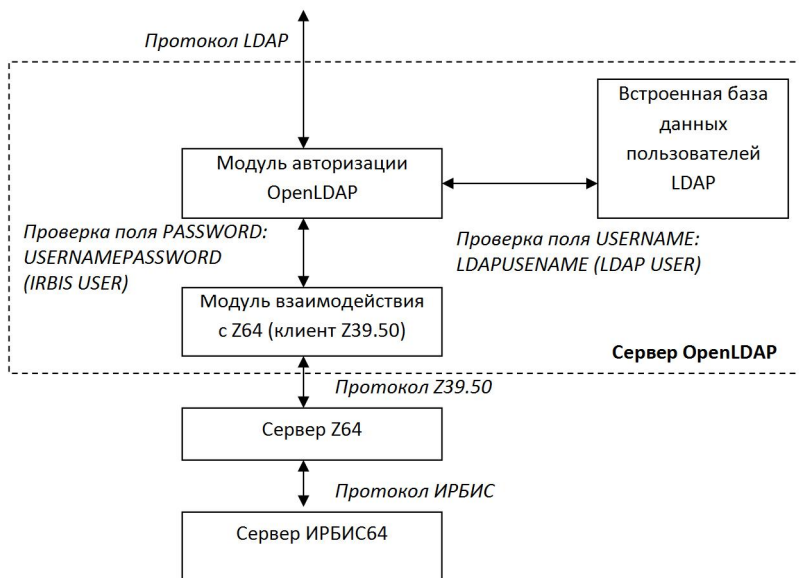 Протокол LDAP
Встроенная база
данных
пользователей
LDAP
Модуль авторизации
OpenLDAP
Проверка поля PASSWORD:
USERNAMEPASSWORD
(IRBIS USER)
Проверка поля USERNAME:
LDAPUSENAME (LDAP USER)
Модуль взаимодействия
с Z64 (клиент Z39.50)
Сервер OpenLDAP
Протокол Z39.50
Сервер Z64
Протокол ИРБИС
Сервер ИРБИС64